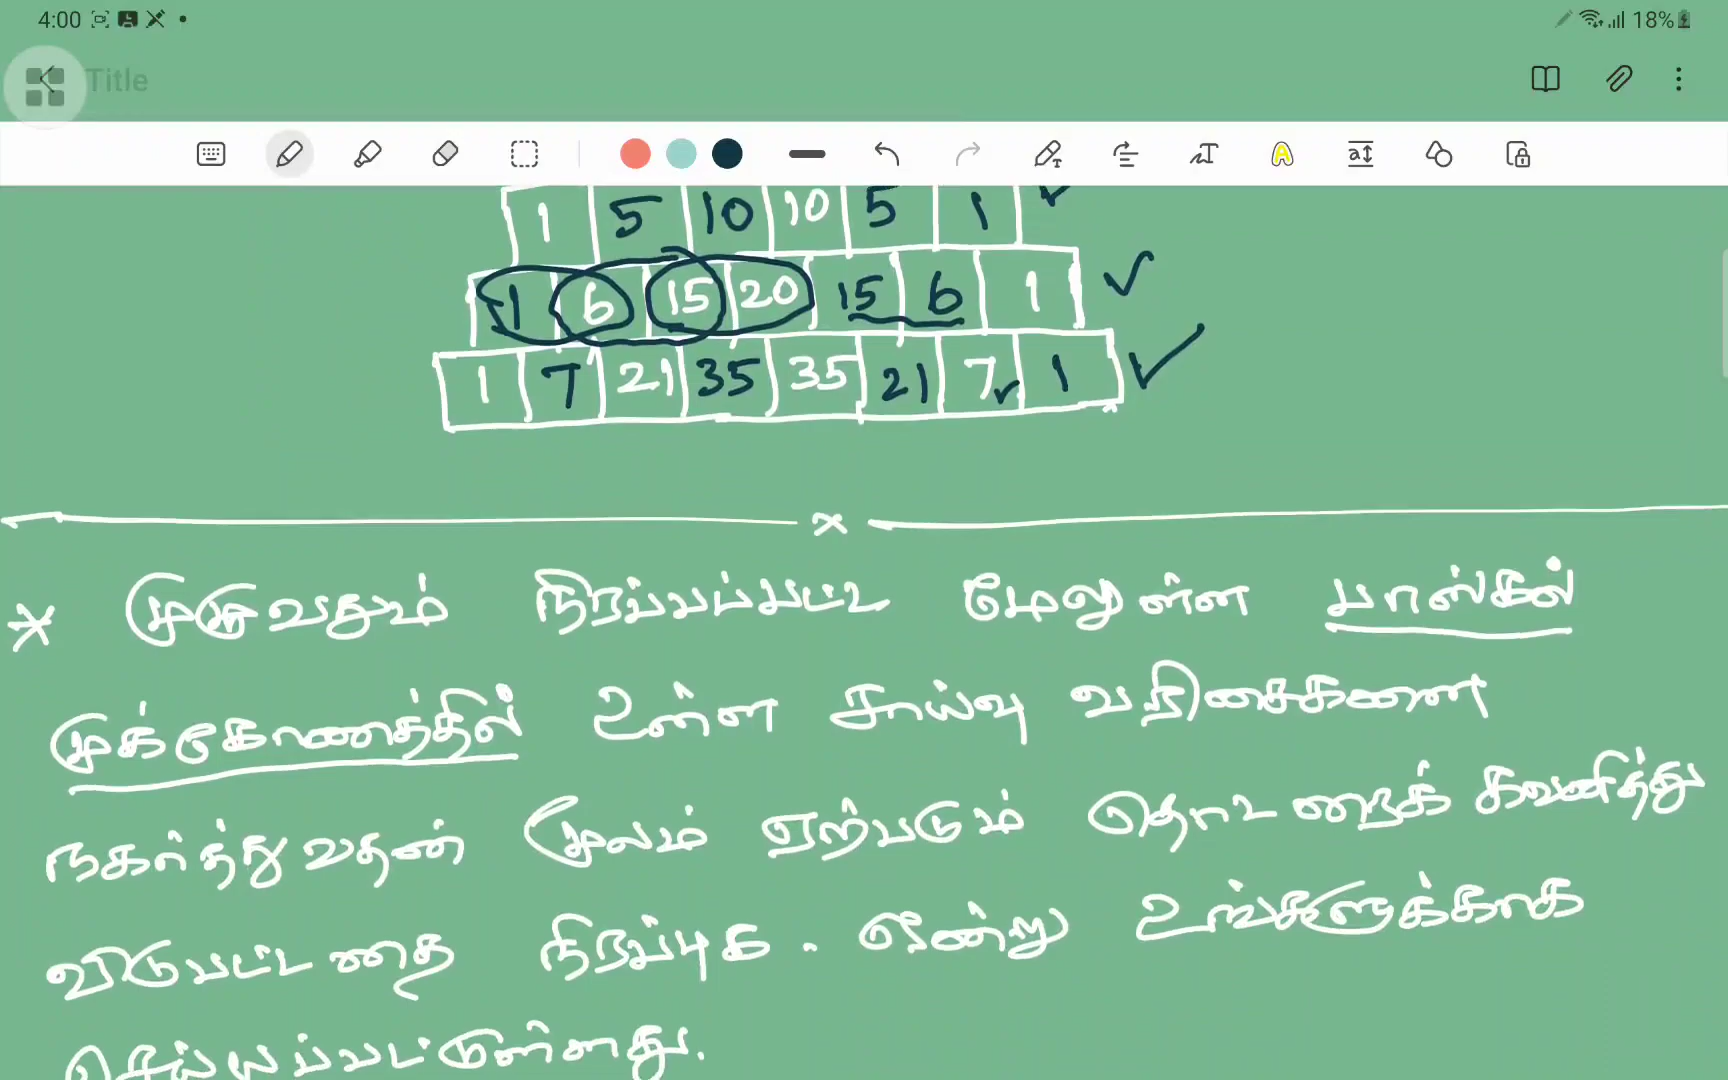 4:00
18%
Title
1 5 10 10 5 1
1 6 15 20 15 6 1
1 7 21 35 35 21 7 1
* முழுவதும் நிரப்பப்பட்ட மேலுள்ள பாஸ்கல்
முக்கோணத்தில் உள்ள சாய்வு வரிசைகளை
நகர்த்துவதன் மூலம் ஏற்படும் தொடரைக் கவனித்து
விடுபட்டதை நிரப்புக. ஒன்று உங்களுக்காக
செய்யப்பட்டுள்ளது.